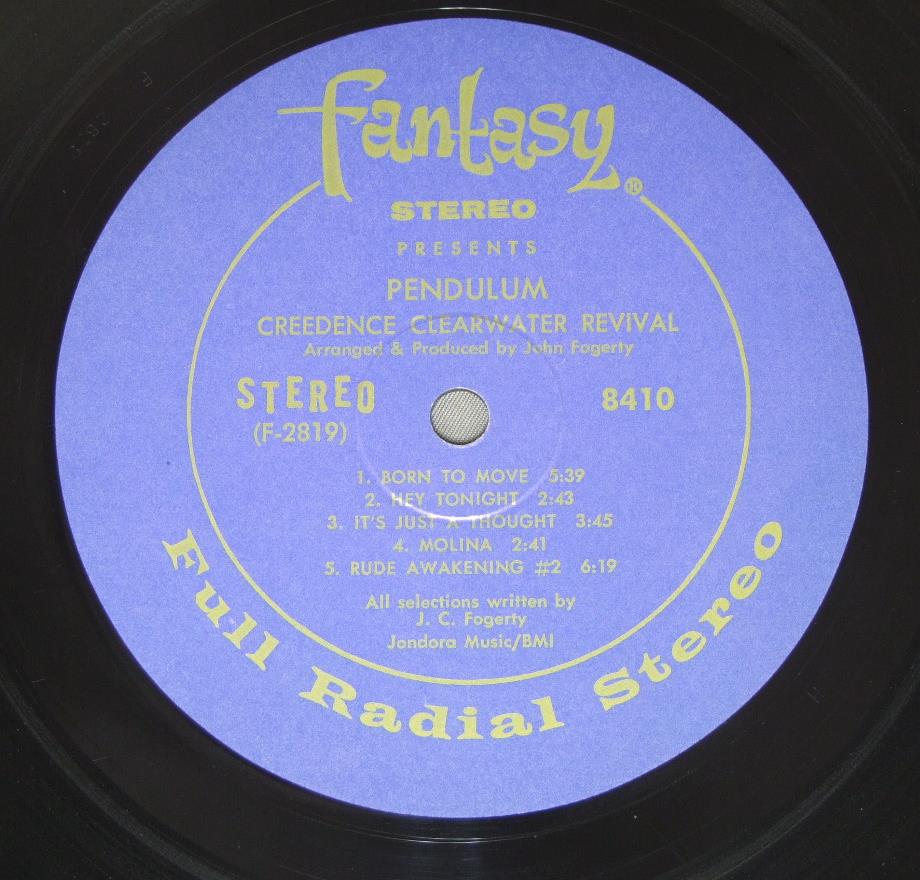 fantasy ®
STEREO
PRESENTS
PENDULUM
CREEDENCE CLEARWATER REVIVAL
Arranged & Produced by John Fogerty
STEREO
(F-2819)
8410
1. BORN TO MOVE 5:39
2. HEY TONIGHT 2:43
3. IT'S JUST A THOUGHT 3:45
4. MOLINA 2:41
5. RUDE AWAKENING #2 6:19
All selections written by
J. C. Fogerty
Jondora Music/BMI
Full Radial Stereo